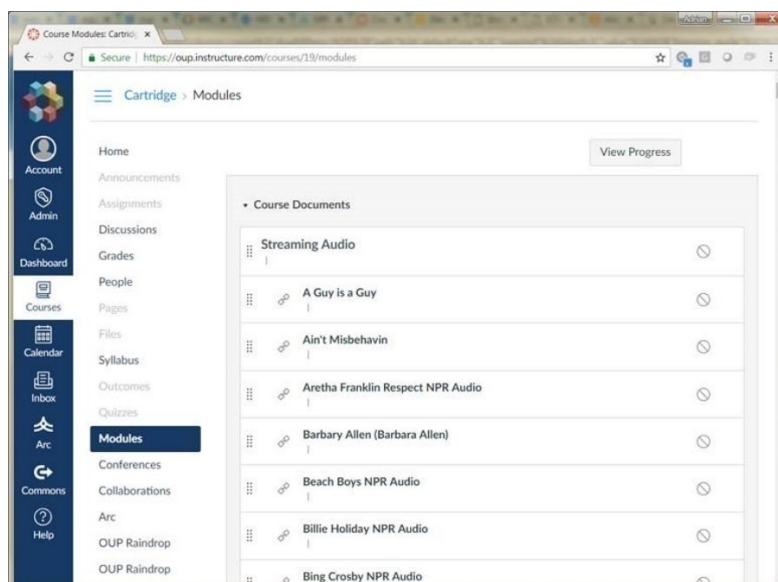 Course Modules: Cartrid
Secure | https://oup.instructure.com/courses/19/modules
Cartridge > Modules
Account
Admin
Dashboard
Courses
Calendar
Inbox
Arc
Commons
Help
Home
Announcements
Assignments
Discussions
Grades
People
Pages
Files
Syllabus
Outcomes
Quizzes
Modules
Conferences
Collaborations
Arc
OUP Raindrop
OUP Raindrop
View Progress
Course Documents
Streaming Audio
A Guy is a Guy
Ain't Misbehavin
Aretha Franklin Respect NPR Audio
Barbary Allen (Barbara Allen)
Beach Boys NPR Audio
Billie Holiday NPR Audio
Bing Crosby NPR Audio